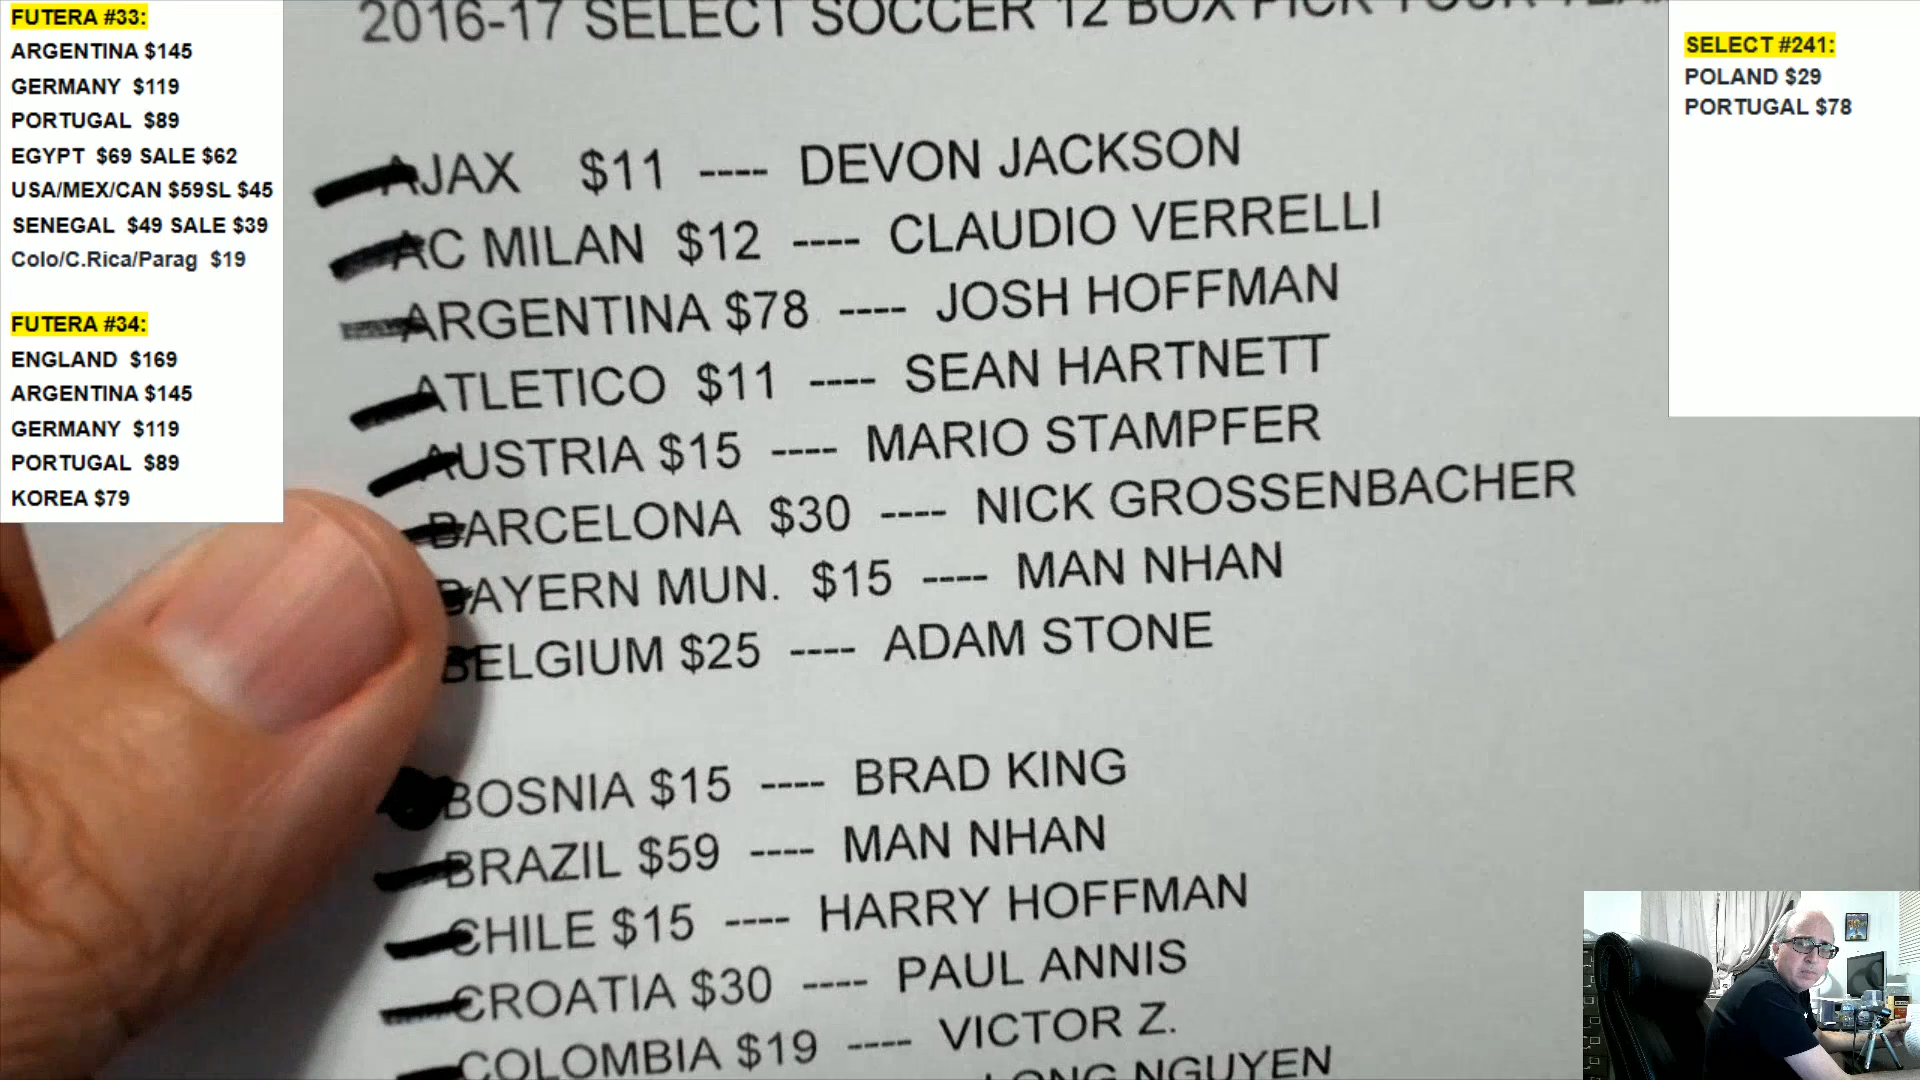 FUTERA #33:
ARGENTINA $145
GERMANY $119
PORTUGAL $89
EGYPT $69 SALE $62
USA/MEX/CAN $59SL $45
SENEGAL $49 SALE $39
Colo/C.Rica/Parag $19
FUTERA #34:
ENGLAND $169
ARGENTINA $145
GERMANY $119
PORTUGAL $89
KOREA $79
2016-17 SELECT SOCCER 12 BOX PICK YOUR
AJAX $11 ---- DEVON JACKSON
AC MILAN $12 ---- CLAUDIO VERRELLI
ARGENTINA $78 ---- JOSH HOFFMAN
ATLETICO $11 ---- SEAN HARTNETT
AUSTRIA $15 ---- MARIO STAMPFER
BARCELONA $30 ---- NICK GROSSENBACHER
BAYERN MUN. $15 ---- MAN NHAN
BELGIUM $25 ---- ADAM STONE
BOSNIA $15 ---- BRAD KING
BRAZIL $59 ---- MAN NHAN
CHILE $15 ---- HARRY HOFFMAN
CROATIA $30 ---- PAUL ANNIS
COLOMBIA $19 ---- VICTOR Z.
LONG NGUYEN
SELECT #241:
POLAND $29
PORTUGAL $78